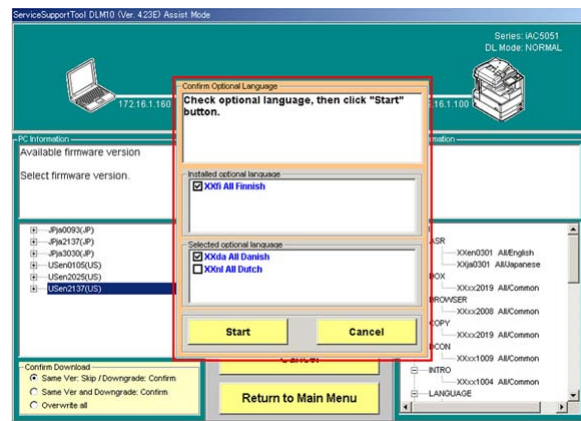 ServiceSupportTool DLM10 (Ver. 4.23E) Assist Mode
Series: iAC5051
DL Mode: NORMAL
172.16.1.160
.16.1.100
Confirm Optional Language
Check optional language, then click "Start"
button.
PC Information
Available firmware version
Select firmware version.
Installed optional language
XXfi All Finnish
Selected optional language
XXda All Danish
XXnl All Dutch
Start
Cancel
JPja0093(JP)
JPja2137(JP)
JPja3030(JP)
USen0105(US)
USen2025(US)
USen2137(US)
ASR
XXen0301 All/English
XXja0301 All/Japanese
BOX
XXxx2019 All/Common
BROWSER
XXxx2008 All/Common
COPY
XXxx2019 All/Common
DCON
XXxx1009 All/Common
INTRO
XXxx1004 All/Common
LANGUAGE
Confirm Download
Same Ver: Skip / Downgrade: Confirm
Same Ver and Downgrade: Confirm
Overwrite all
Return to Main Menu